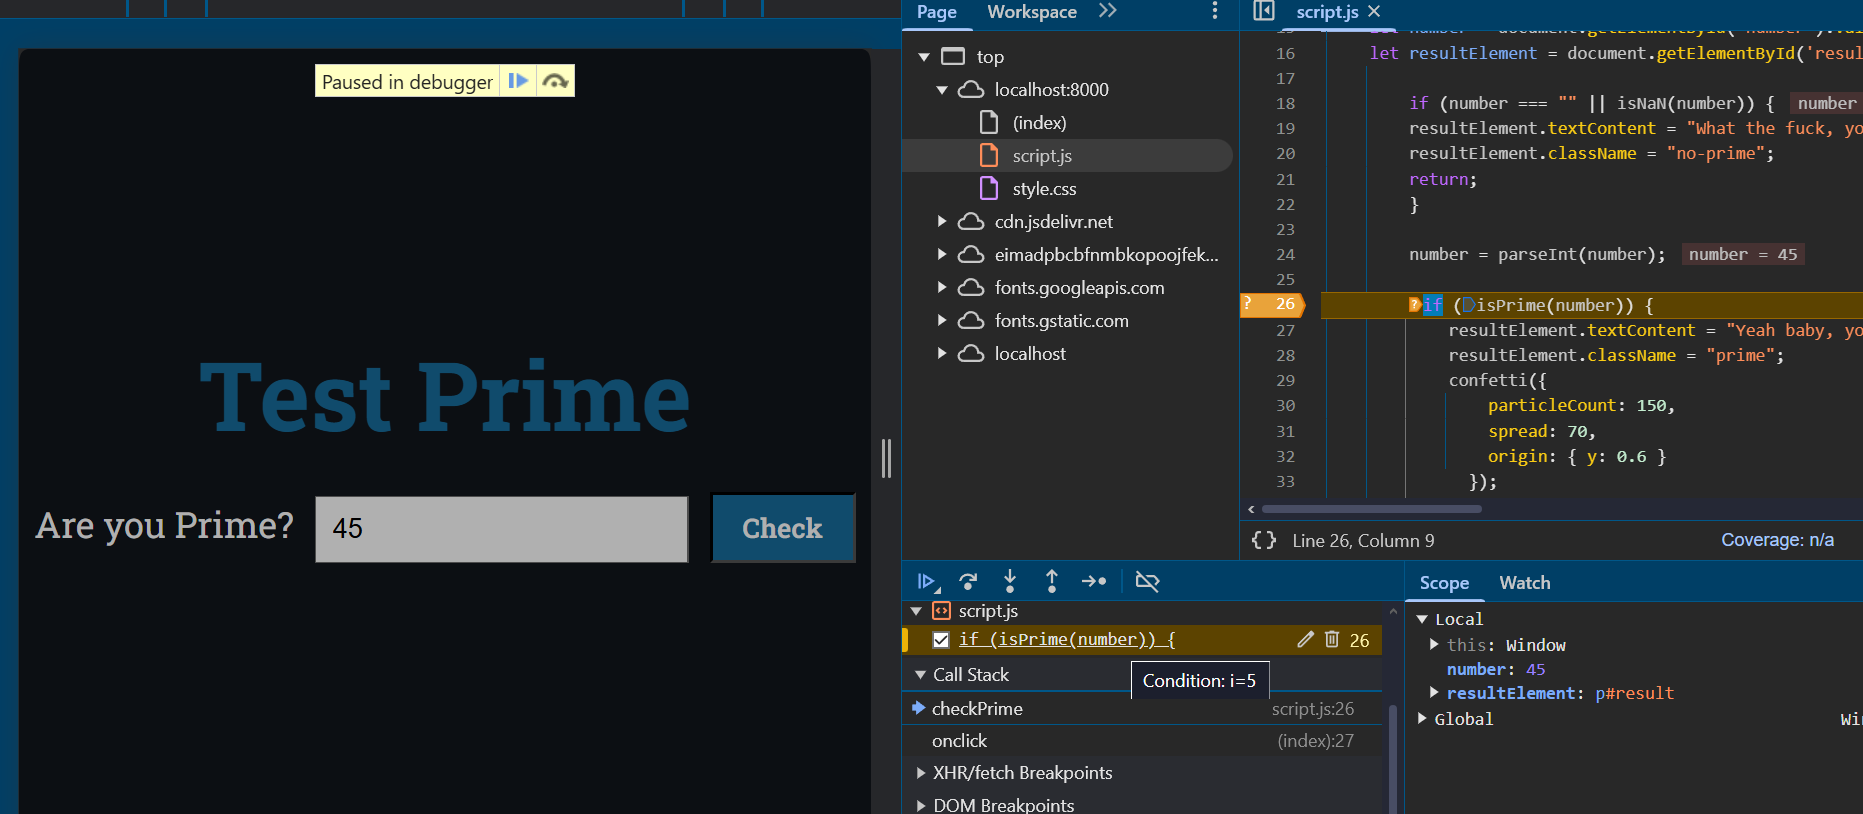 Paused in debugger
Test Prime
Are you Prime?
45
Check
Page
Workspace
top
localhost:8000
(index)
script.js
style.css
cdn.jsdelivr.net
eimadpbcbfnmbkopoojfek...
fonts.googleapis.com
fonts.gstatic.com
localhost
script.js
16 let resultElement = document.getElementById('resul
17
18 if (number === "" || isNaN(number)) { number
19 resultElement.textContent = "What the fuck, yo
20 resultElement.className = "no-prime";
21 return;
22 }
23
24 number = parseInt(number); number = 45
25
? 26 ? if (isPrime(number)) {
27 resultElement.textContent = "Yeah baby, yo
28 resultElement.className = "prime";
29 confetti({
30 particleCount: 150,
31 spread: 70,
32 origin: { y: 0.6 }
33 });
{} Line 26, Column 9
Coverage: n/a
script.js
if (isPrime(number)) { 26
Call Stack
Condition: i=5
checkPrime script.js:26
onclick (index):27
XHR/fetch Breakpoints
DOM Breakpoints
Scope
Watch
Local
this: Window
number: 45
resultElement: p#result
Global Wi